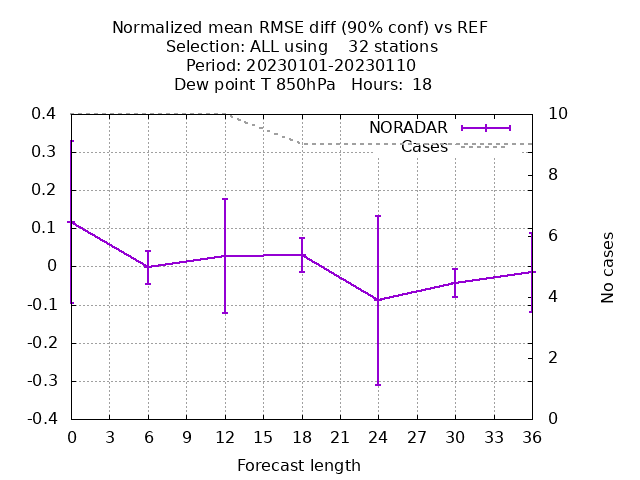 Normalized mean RMSE diff (90% conf) vs REF
Selection: ALL using    32 stations
Period: 20230101-20230110
Dew point T 850hPa   Hours:  18
NORADAR
Cases
0.4
0.3
0.2
0.1
0
-0.1
-0.2
-0.3
-0.4
10
8
6
4
2
0
No cases
0 3 6 9 12 15 18 21 24 27 30 33 36
Forecast length